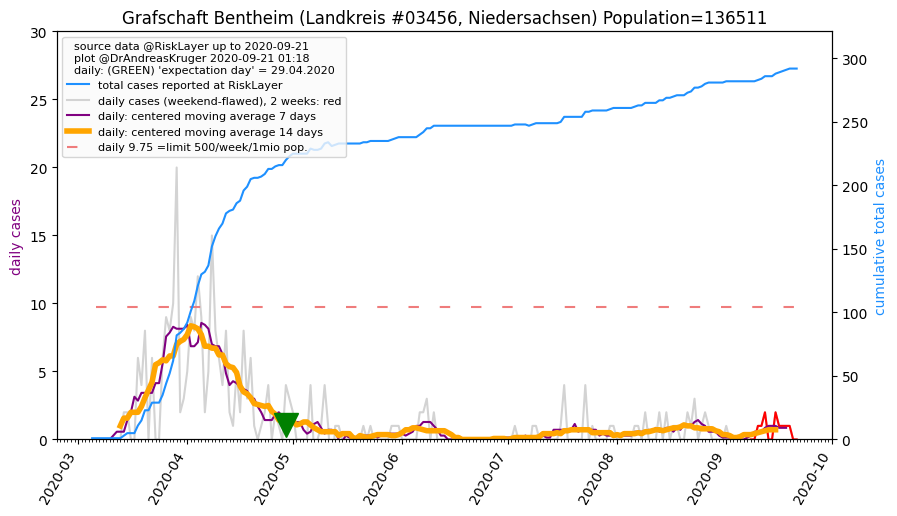 Grafschaft Bentheim (Landkreis #03456, Niedersachsen) Population=136511
source data @RiskLayer up to 2020-09-21
plot @DrAndreasKruger 2020-09-21 01:18
daily: (GREEN) 'expectation day' = 29.04.2020
total cases reported at RiskLayer
daily cases (weekend-flawed), 2 weeks: red
daily: centered moving average 7 days
daily: centered moving average 14 days
daily 9.75 =limit 500/week/1mio pop.
daily cases
30
25
20
15
10
5
0
cumulative total cases
300
250
200
150
100
50
0
2020-03
2020-04
2020-05
2020-06
2020-07
2020-08
2020-09
2020-10